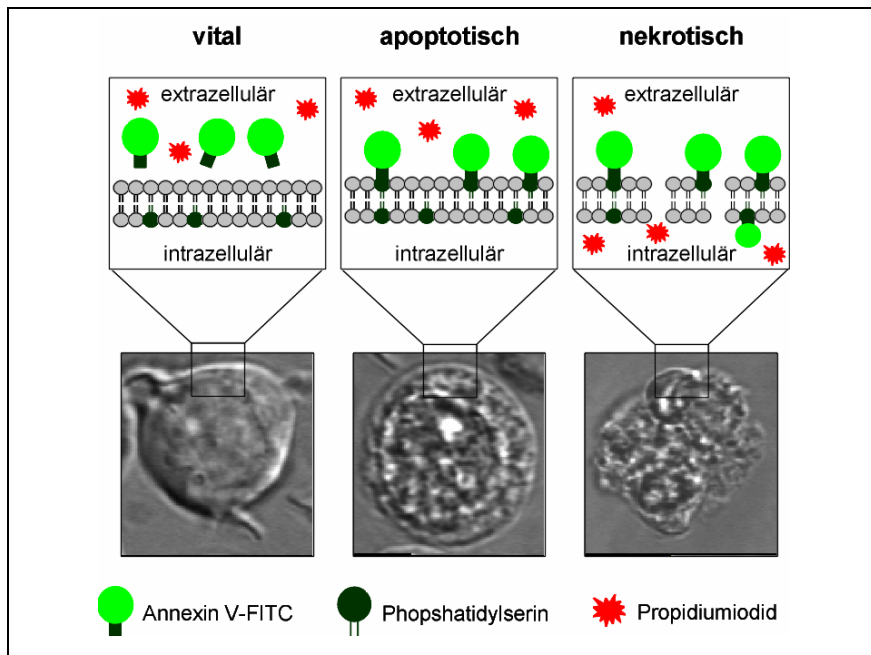 vital apoptotisch nekrotisch
extrazellulär extrazellulär extrazellulär
intrazellulär intrazellulär intrazellulär
Annexin V-FITC Phopshatidylserin Propidiumiodid